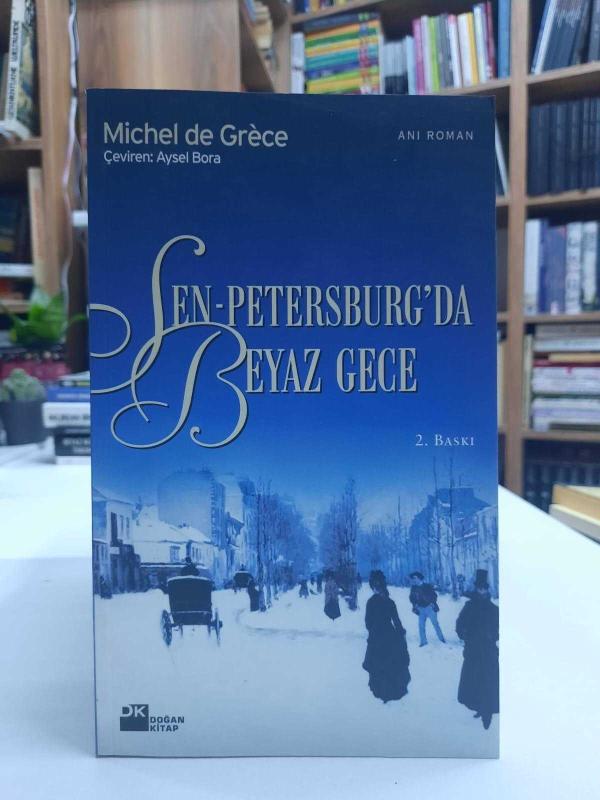 Michel de Grèce
ANI ROMAN
Çeviren: Aysel Bora
SEN-PETERSBURG'DA
BEYAZ GECE
2. BASKI
DK
DOĞAN
KİTAP